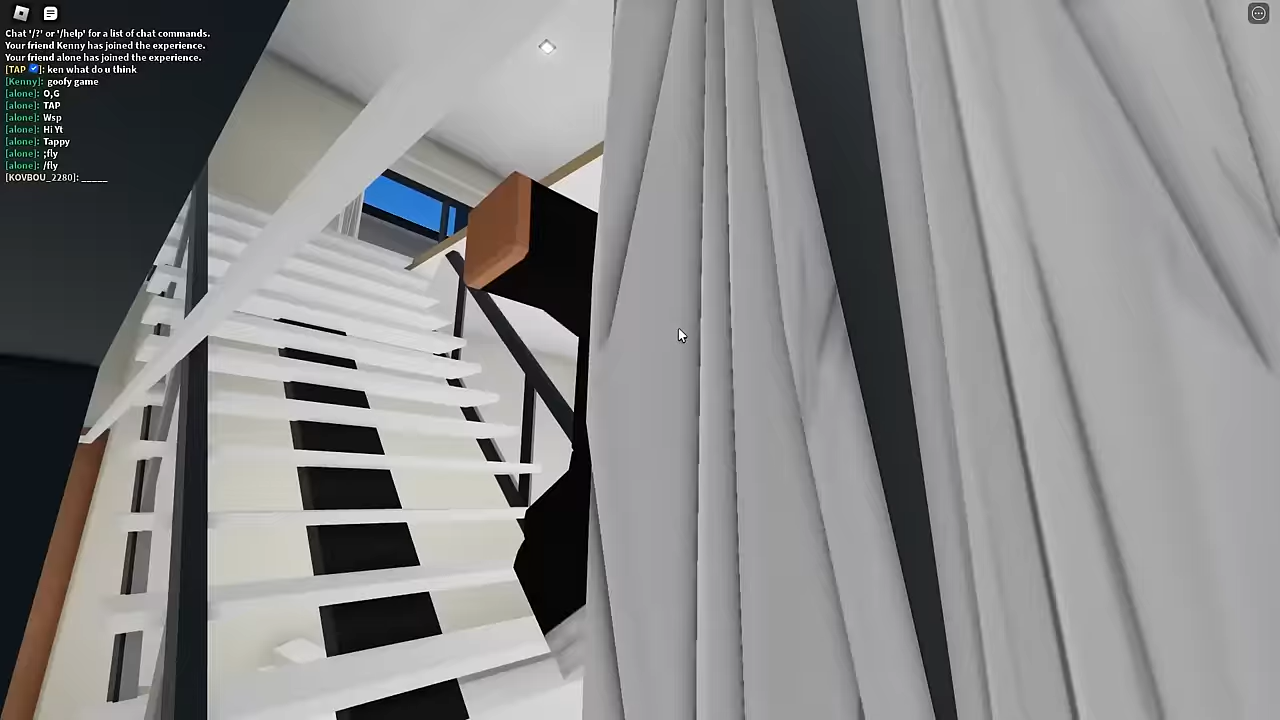 Chat '/?' or '/help' for a list of chat commands.
Your friend Kenny has joined the experience.
Your friend alone has joined the experience.
[TAP ]: ken what do u think
[Kenny]: goofy game
[alone]: O,G
[alone]: TAP
[alone]: Wsp
[alone]: Hi Yt
[alone]: Tappy
[alone]: ;fly
[alone]: /fly
[KOVBOU_2280]: _____